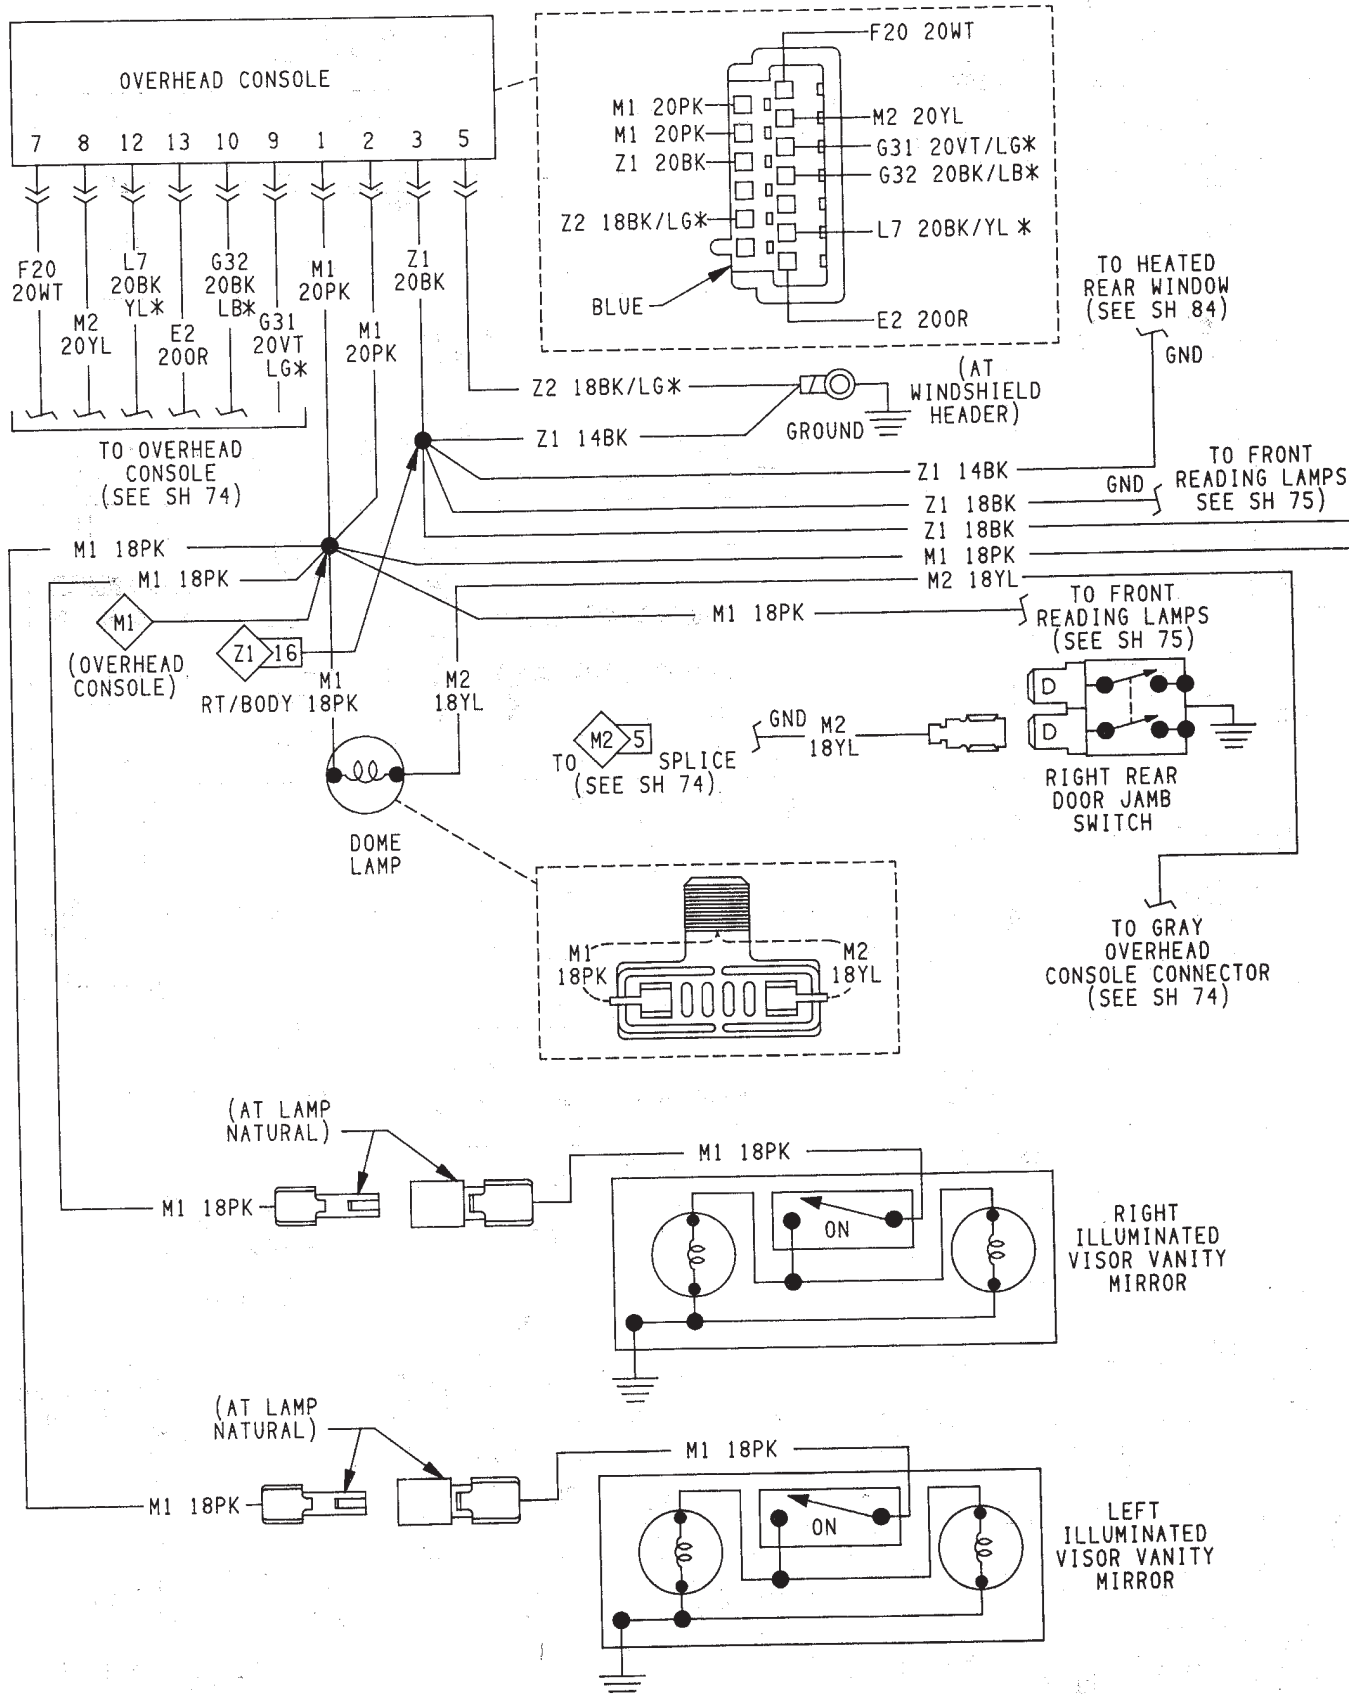 OVERHEAD CONSOLE
7 8 12 13 10 9 1 2 3 5
F20
20WT
M2
20YL
L7
20BK
YL*
E2
20OR
G32
20BK
LB*
G31
20VT
LG*
M1
20PK
M1
20PK
Z1
20BK
TO OVERHEAD
CONSOLE
(SEE SH 74)
F20 20WT
M1 20PK
M2 20YL
M1 20PK
G31 20VT/LG*
Z1 20BK
G32 20BK/LB*
Z2 18BK/LG*
L7 20BK/YL *
BLUE
E2 20OR
TO HEATED
REAR WINDOW
(SEE SH 84)
GND
Z2 18BK/LG*
(AT
WINDSHIELD
HEADER)
Z1 14BK
GROUND
Z1 14BK
GND
TO FRONT
READING LAMPS
SEE SH 75)
Z1 18BK
Z1 18BK
M1 18PK
M1 18PK
M1 18PK
M2 18YL
M1 18PK
TO FRONT
READING LAMPS
(SEE SH 75)
M1
(OVERHEAD
CONSOLE)
Z1 16
RT/BODY
M1
18PK
M2
18YL
DOME
LAMP
TO M2 5 SPLICE
(SEE SH 74)
GND M2
18YL
D
D
RIGHT REAR
DOOR JAMB
SWITCH
M1
18PK
M2
18YL
TO GRAY
OVERHEAD
CONSOLE CONNECTOR
(SEE SH 74)
(AT LAMP
NATURAL)
M1 18PK
M1 18PK
ON
RIGHT
ILLUMINATED
VISOR VANITY
MIRROR
(AT LAMP
NATURAL)
M1 18PK
M1 18PK
ON
LEFT
ILLUMINATED
VISOR VANITY
MIRROR